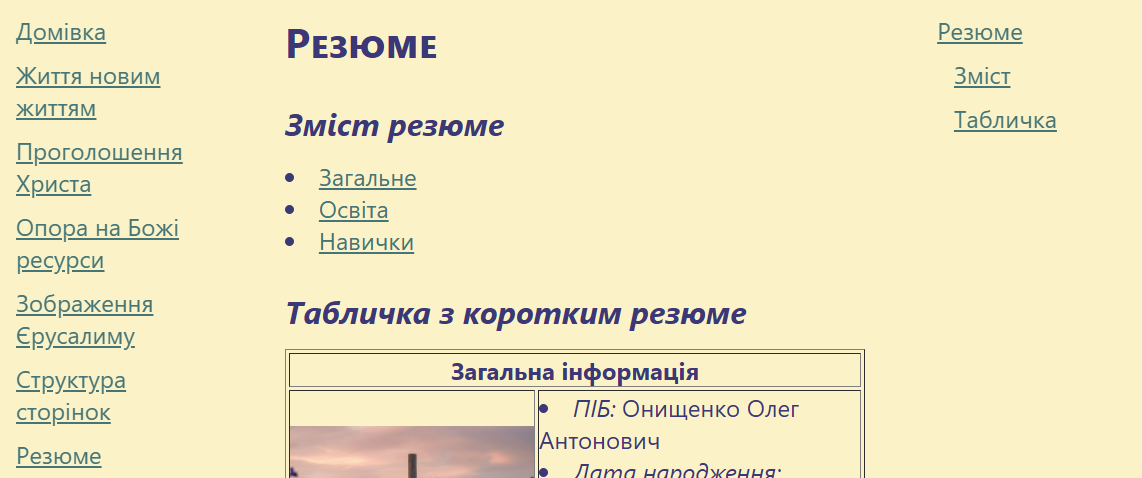 Домівка
Життя новим
життям
Проголошення
Христа
Опора на Божі
ресурси
Зображення
Єрусалиму
Структура
сторінок
Резюме
Резюме
Зміст резюме
Загальне
Освіта
Навички
Табличка з коротким резюме
Загальна інформація
ПІБ: Онищенко Олег
Антонович
Дата народження:
Резюме
Зміст
Табличка